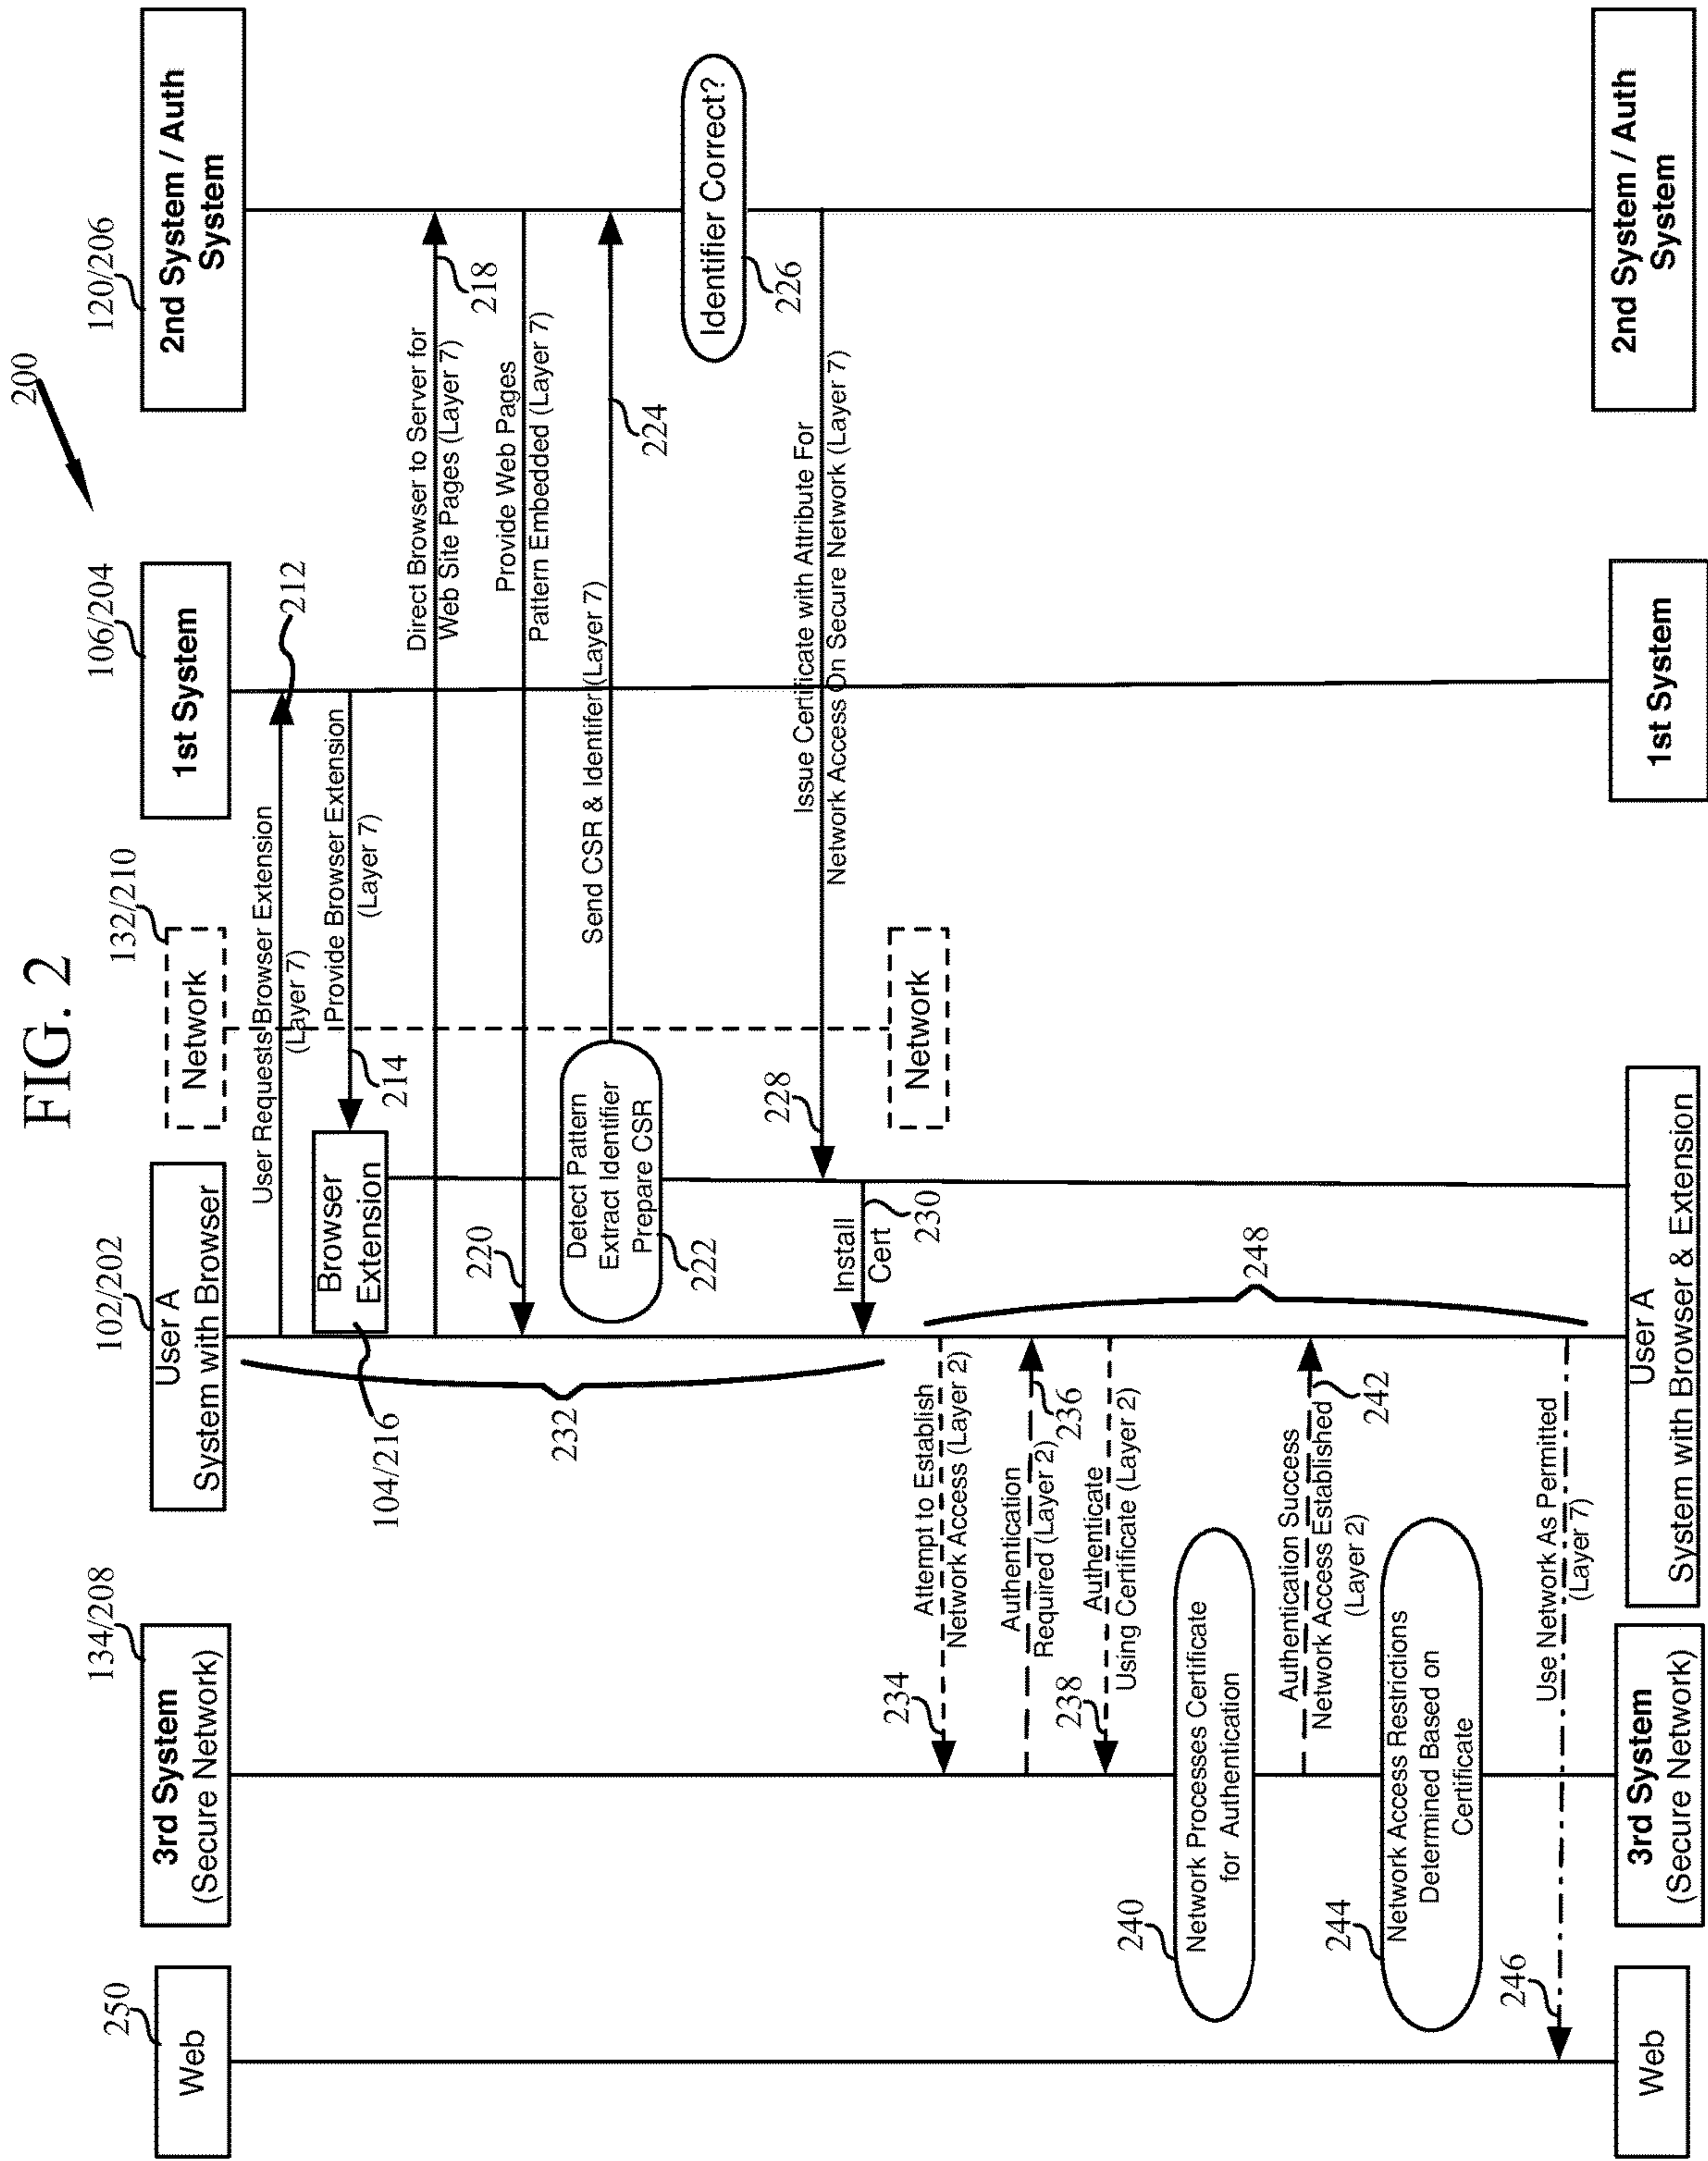 FIG. 2
200
250
134/208
102/202
132/210
106/204
120/206
Web
3rd System
(Secure Network)
User A
System with Browser
Network
1st System
2nd System / Auth
System
User Requests Browser Extension
(Layer 7)
212
Provide Browser Extension
(Layer 7)
214
Browser
Extension
104/216
Direct Browser to Server for
Web Site Pages (Layer 7)
218
Provide Web Pages
Pattern Embedded (Layer 7)
220
Detect Pattern
Extract Identifier
Prepare CSR
222
Send CSR & Identifer (Layer 7)
224
Identifier Correct?
226
Issue Certificate with Attribute For
Network Access On Secure Network (Layer 7)
228
Install
Cert
230
232
Network
Attempt to Establish
Network Access (Layer 2)
234
Authentication
Required (Layer 2)
236
Authenticate
Using Certificate (Layer 2)
238
Network Processes Certificate
for Authentication
240
248
Authentication Success
Network Access Established
(Layer 2)
242
Network Access Restrictions
Determined Based on
Certificate
244
Use Network As Permitted
(Layer 7)
246
Web
3rd System
(Secure Network)
User A
System with Browser & Extension
1st System
2nd System / Auth
System